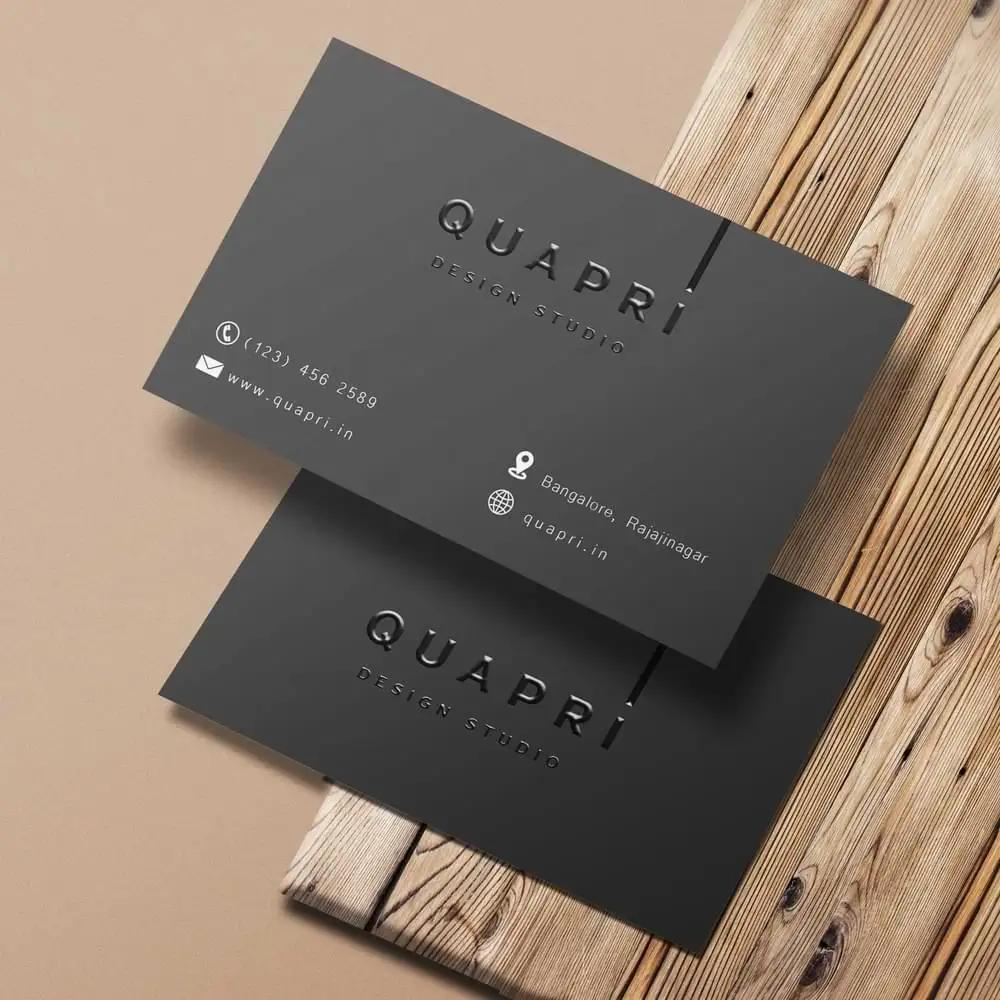 QUAPRI
DESIGN STUDIO
(123) 456 2589
www.quapri.in
Bangalore, Rajajinagar
quapri.in
QUAPRI
DESIGN STUDIO